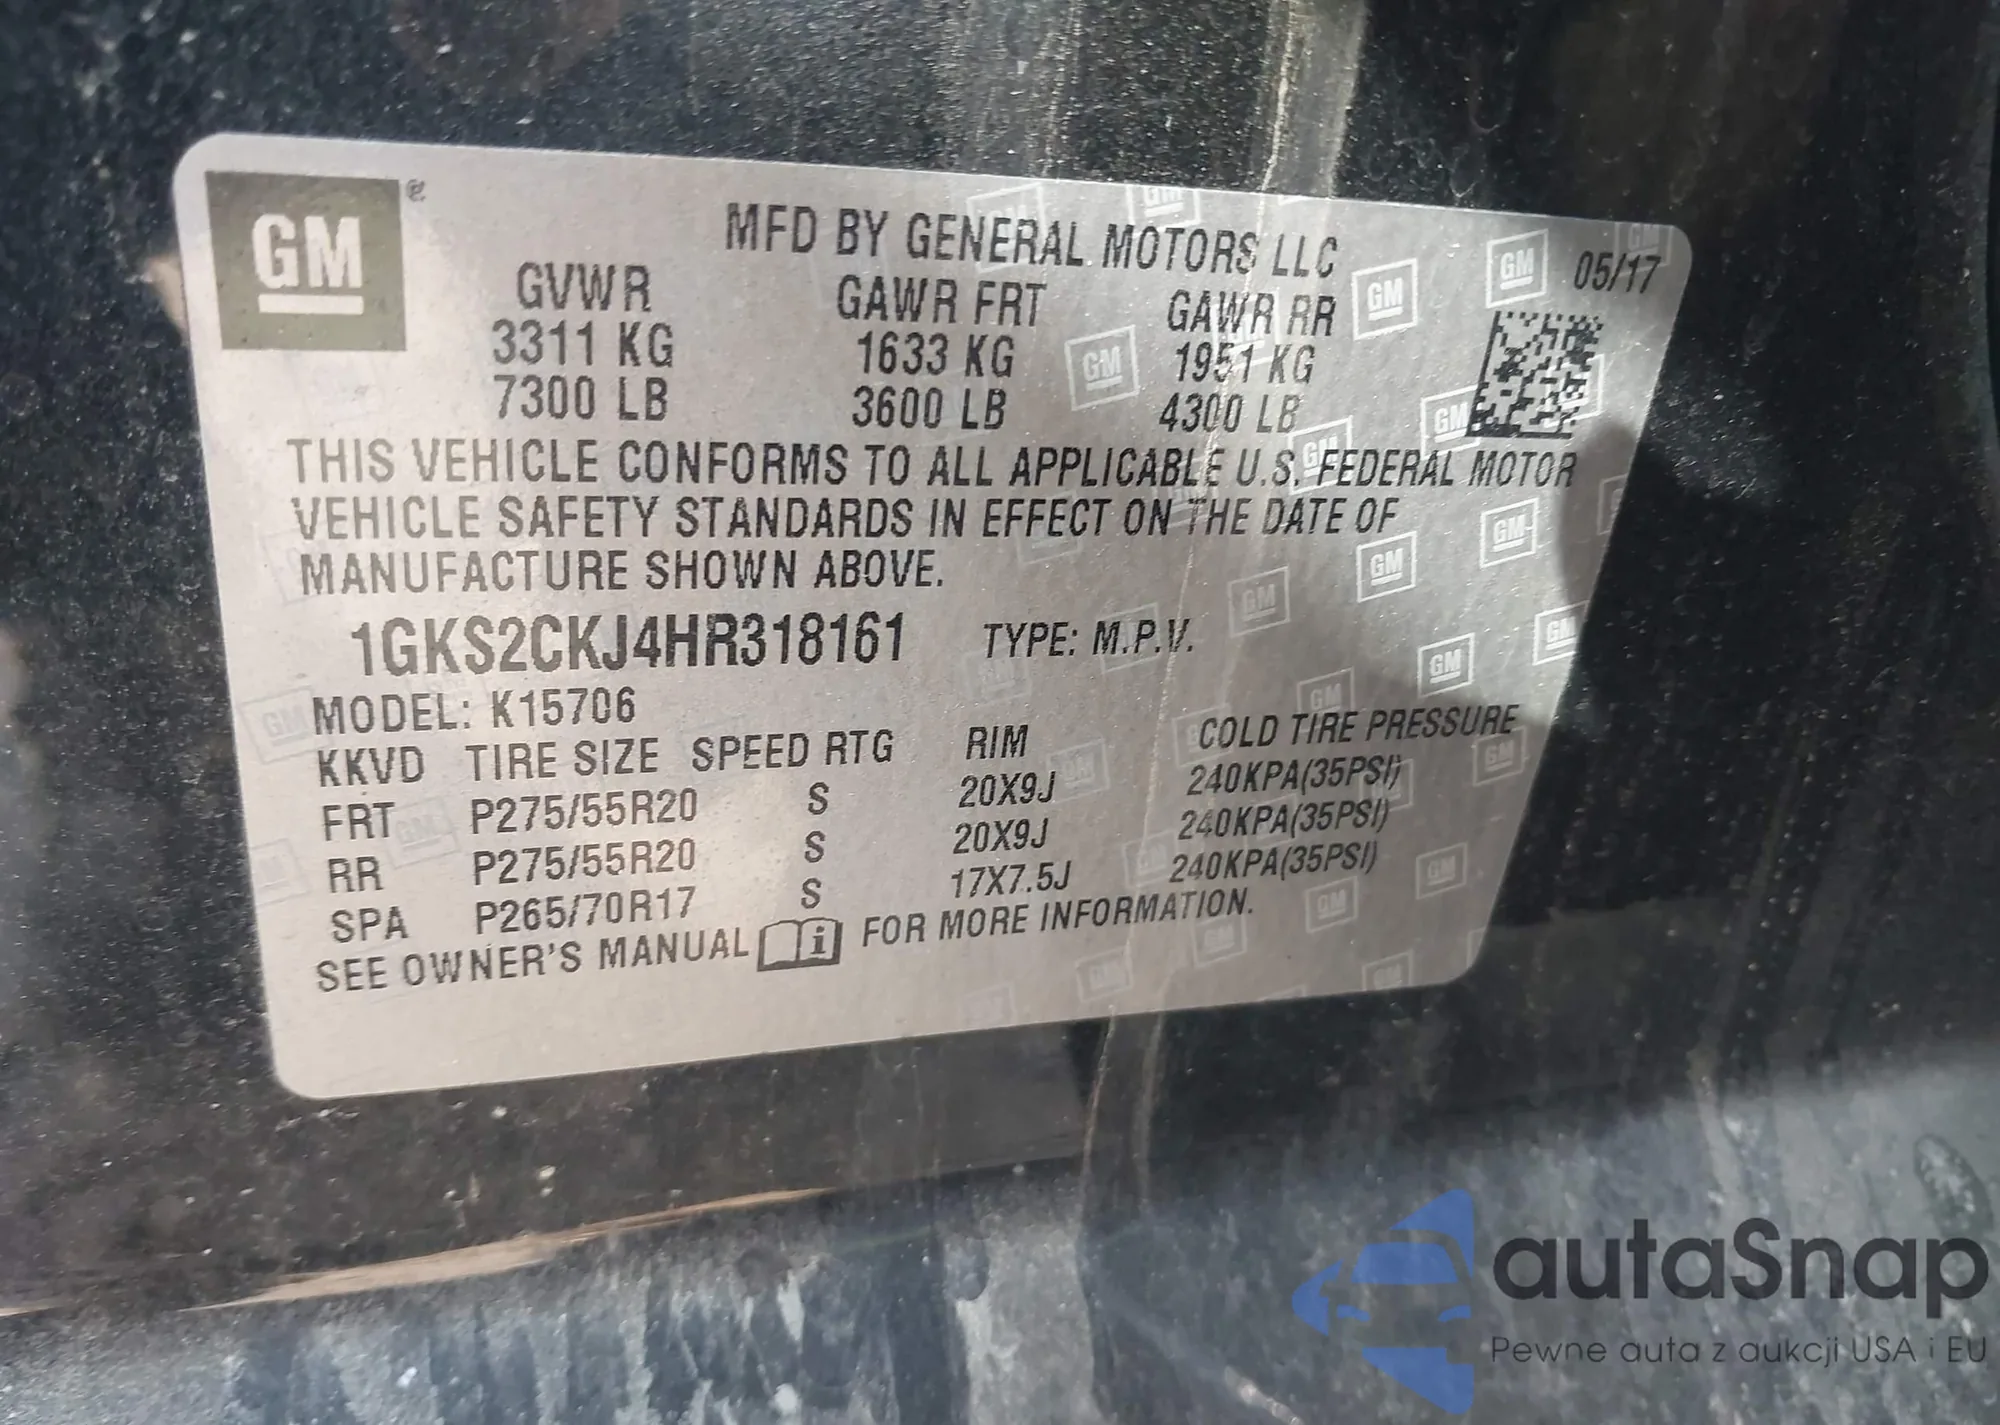 GM
MFD BY GENERAL MOTORS LLC
05/17
GVWR GAWR FRT GAWR RR
3311 KG 1633 KG 1951 KG
7300 LB 3600 LB 4300 LB
THIS VEHICLE CONFORMS TO ALL APPLICABLE U.S. FEDERAL MOTOR
VEHICLE SAFETY STANDARDS IN EFFECT ON THE DATE OF
MANUFACTURE SHOWN ABOVE.
1GKS2CKJ4HR318161 TYPE: M.P.V.
MODEL: K15706
KKVD TIRE SIZE SPEED RTG RIM COLD TIRE PRESSURE
FRT P275/55R20 S 20X9J 240KPA(35PSI)
RR P275/55R20 S 20X9J 240KPA(35PSI)
SPA P265/70R17 S 17X7.5J 240KPA(35PSI)
SEE OWNER'S MANUAL i FOR MORE INFORMATION.
autaSnap
Pewne auta z aukcji USA i EU